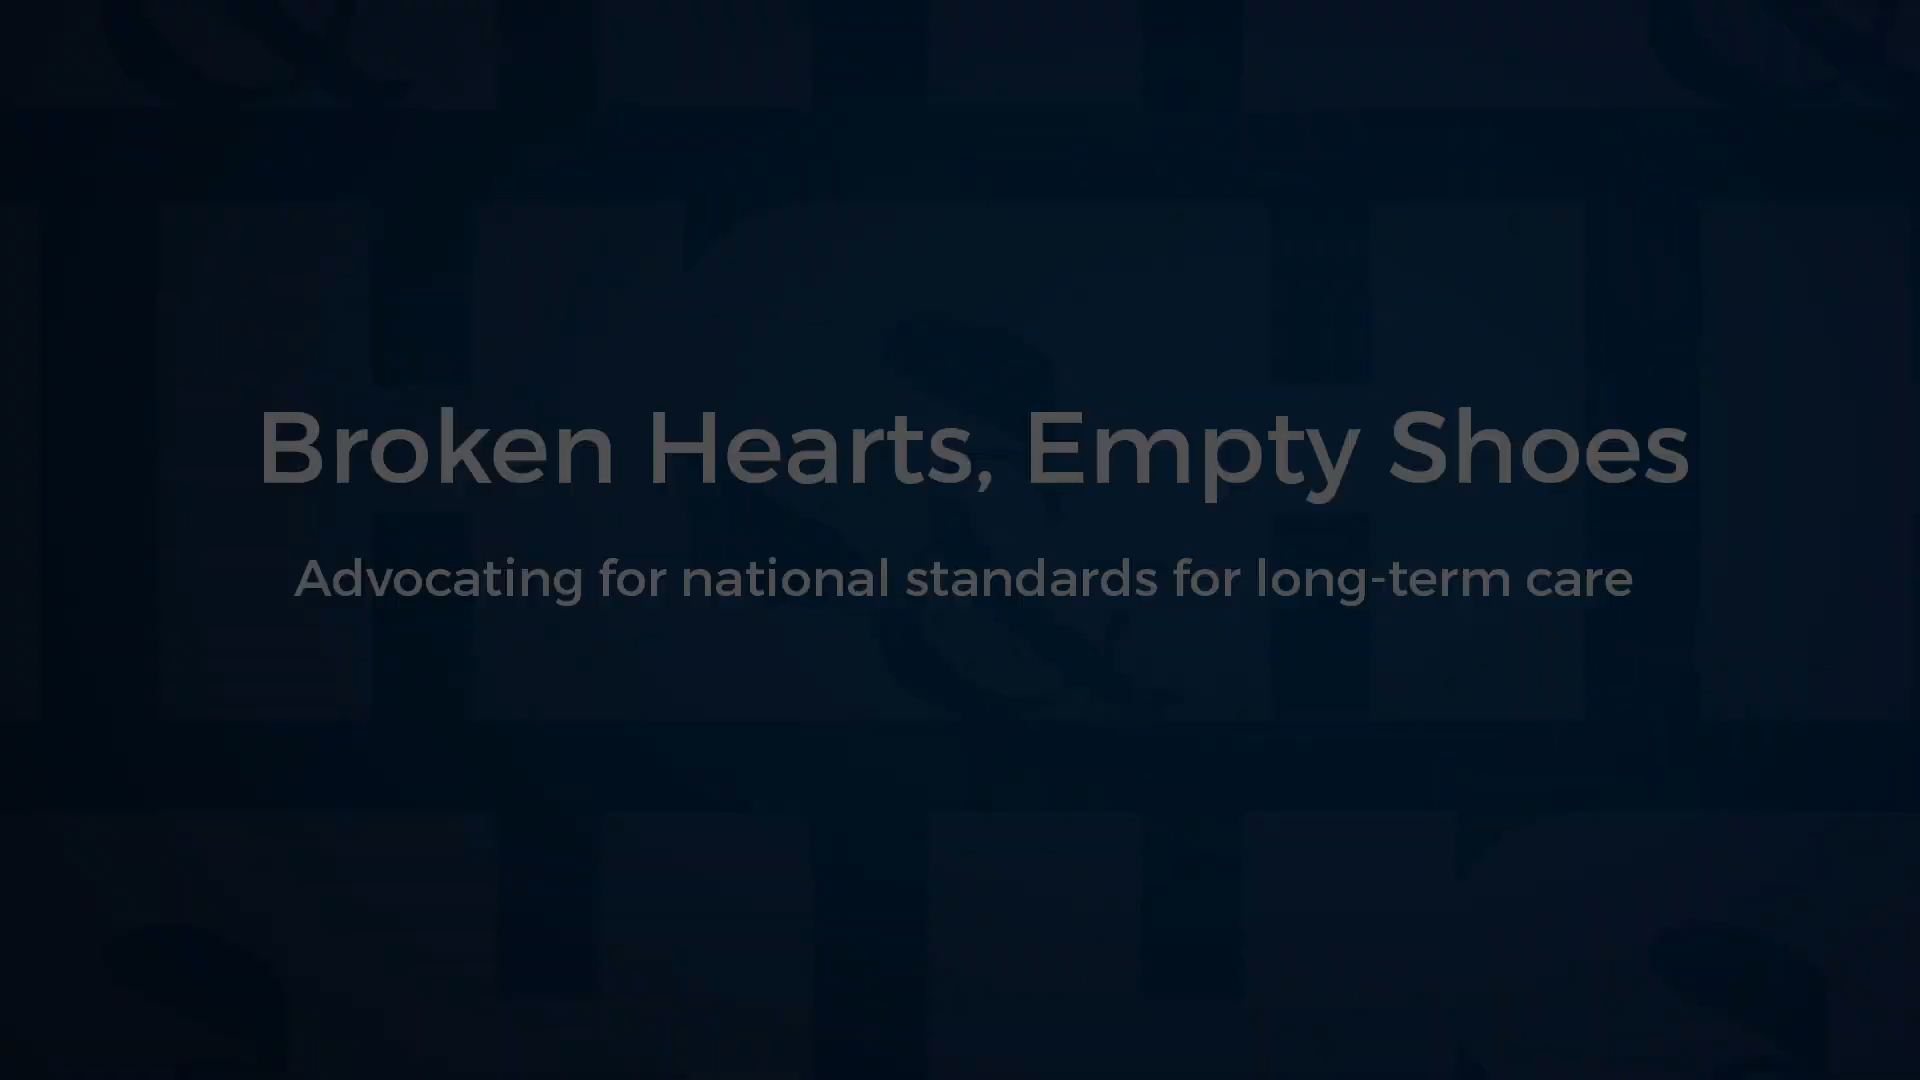 Broken Hearts, Empty Shoes
Advocating for national standards for long-term care